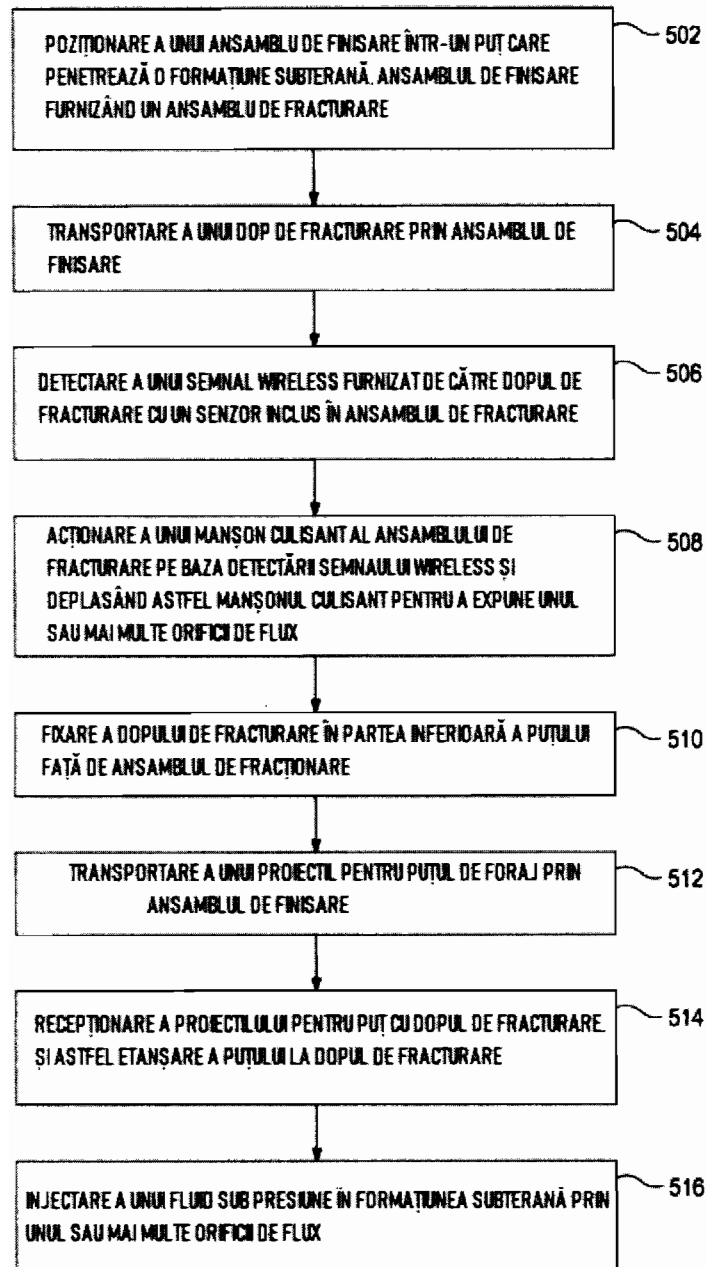 POZIȚIONARE A UNUI ANSAMBLU DE FINISARE ÎNTR-UN PUȚ CARE
PENETREAZĂ O FORMAȚIUNE SUBTERANĂ, ANSAMBLUL DE FINISARE
FURNIZÂND UN ANSAMBLU DE FRACTURARE
502
TRANSPORTARE A UNUI DOP DE FRACTURARE PRIN ANSAMBLUL DE
FINISARE
504
DETECTARE A UNUI SEMNAL WIRELESS FURNIZAT DE CĂTRE DOPUL DE
FRACTURARE CU UN SENZOR INCLUS ÎN ANSAMBLUL DE FRACTURARE
506
ACȚIONARE A UNUI MANȘON CULISANT AL ANSAMBLULUI DE
FRACTURARE PE BAZA DETECTĂRII SEMNAULUI WIRELESS ȘI
DEPLASÂND ASTFEL MANȘONUL CULISANT PENTRU A EXPUNE UNUL
SAU MAI MULTE ORIFICII DE FLUX
508
FIXARE A DOPULUI DE FRACTURARE ÎN PARTEA INFERIOARĂ A PUȚULUI
FAȚĂ DE ANSAMBLUL DE FRACȚIONARE
510
TRANSPORTARE A UNUI PROIECTIL PENTRU PUȚUL DE FORAJ PRIN
ANSAMBLUL DE FINISARE
512
RECEPȚIONARE A PROIECTILULUI PENTRU PUȚ CU DOPUL DE FRACTURARE,
ȘI ASTFEL ETANȘARE A PUȚULUI LA DOPUL DE FRACTURARE
514
INJECTARE A UNUI FLUID SUB PRESIUNE ÎN FORMAȚIUNEA SUBTERANĂ PRIN
UNUL SAU MAI MULTE ORIFICII DE FLUX
516